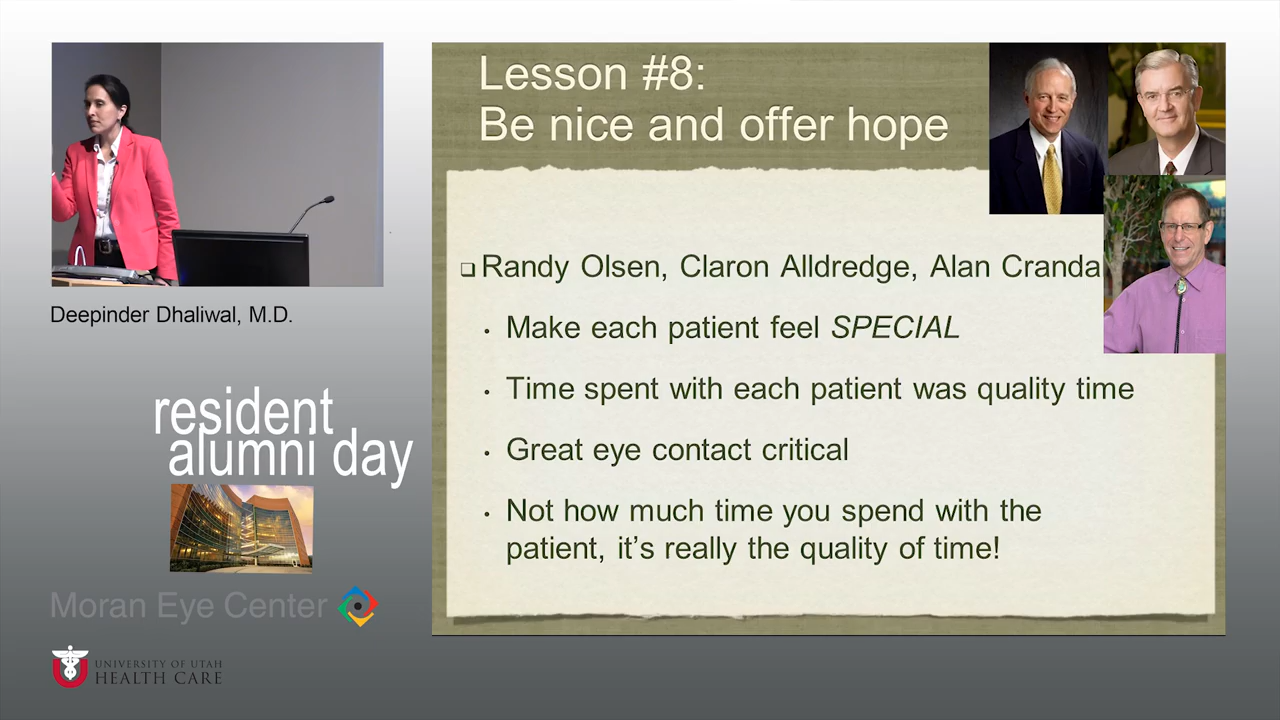 Lesson #8:
Be nice and offer hope
Randy Olsen, Claron Alldredge, Alan Cranda
Make each patient feel SPECIAL
Time spent with each patient was quality time
Great eye contact critical
Not how much time you spend with the
patient, it's really the quality of time!
Deepinder Dhaliwal, M.D.
resident
alumni day
Moran Eye Center
UNIVERSITY OF UTAH
HEALTH CARE